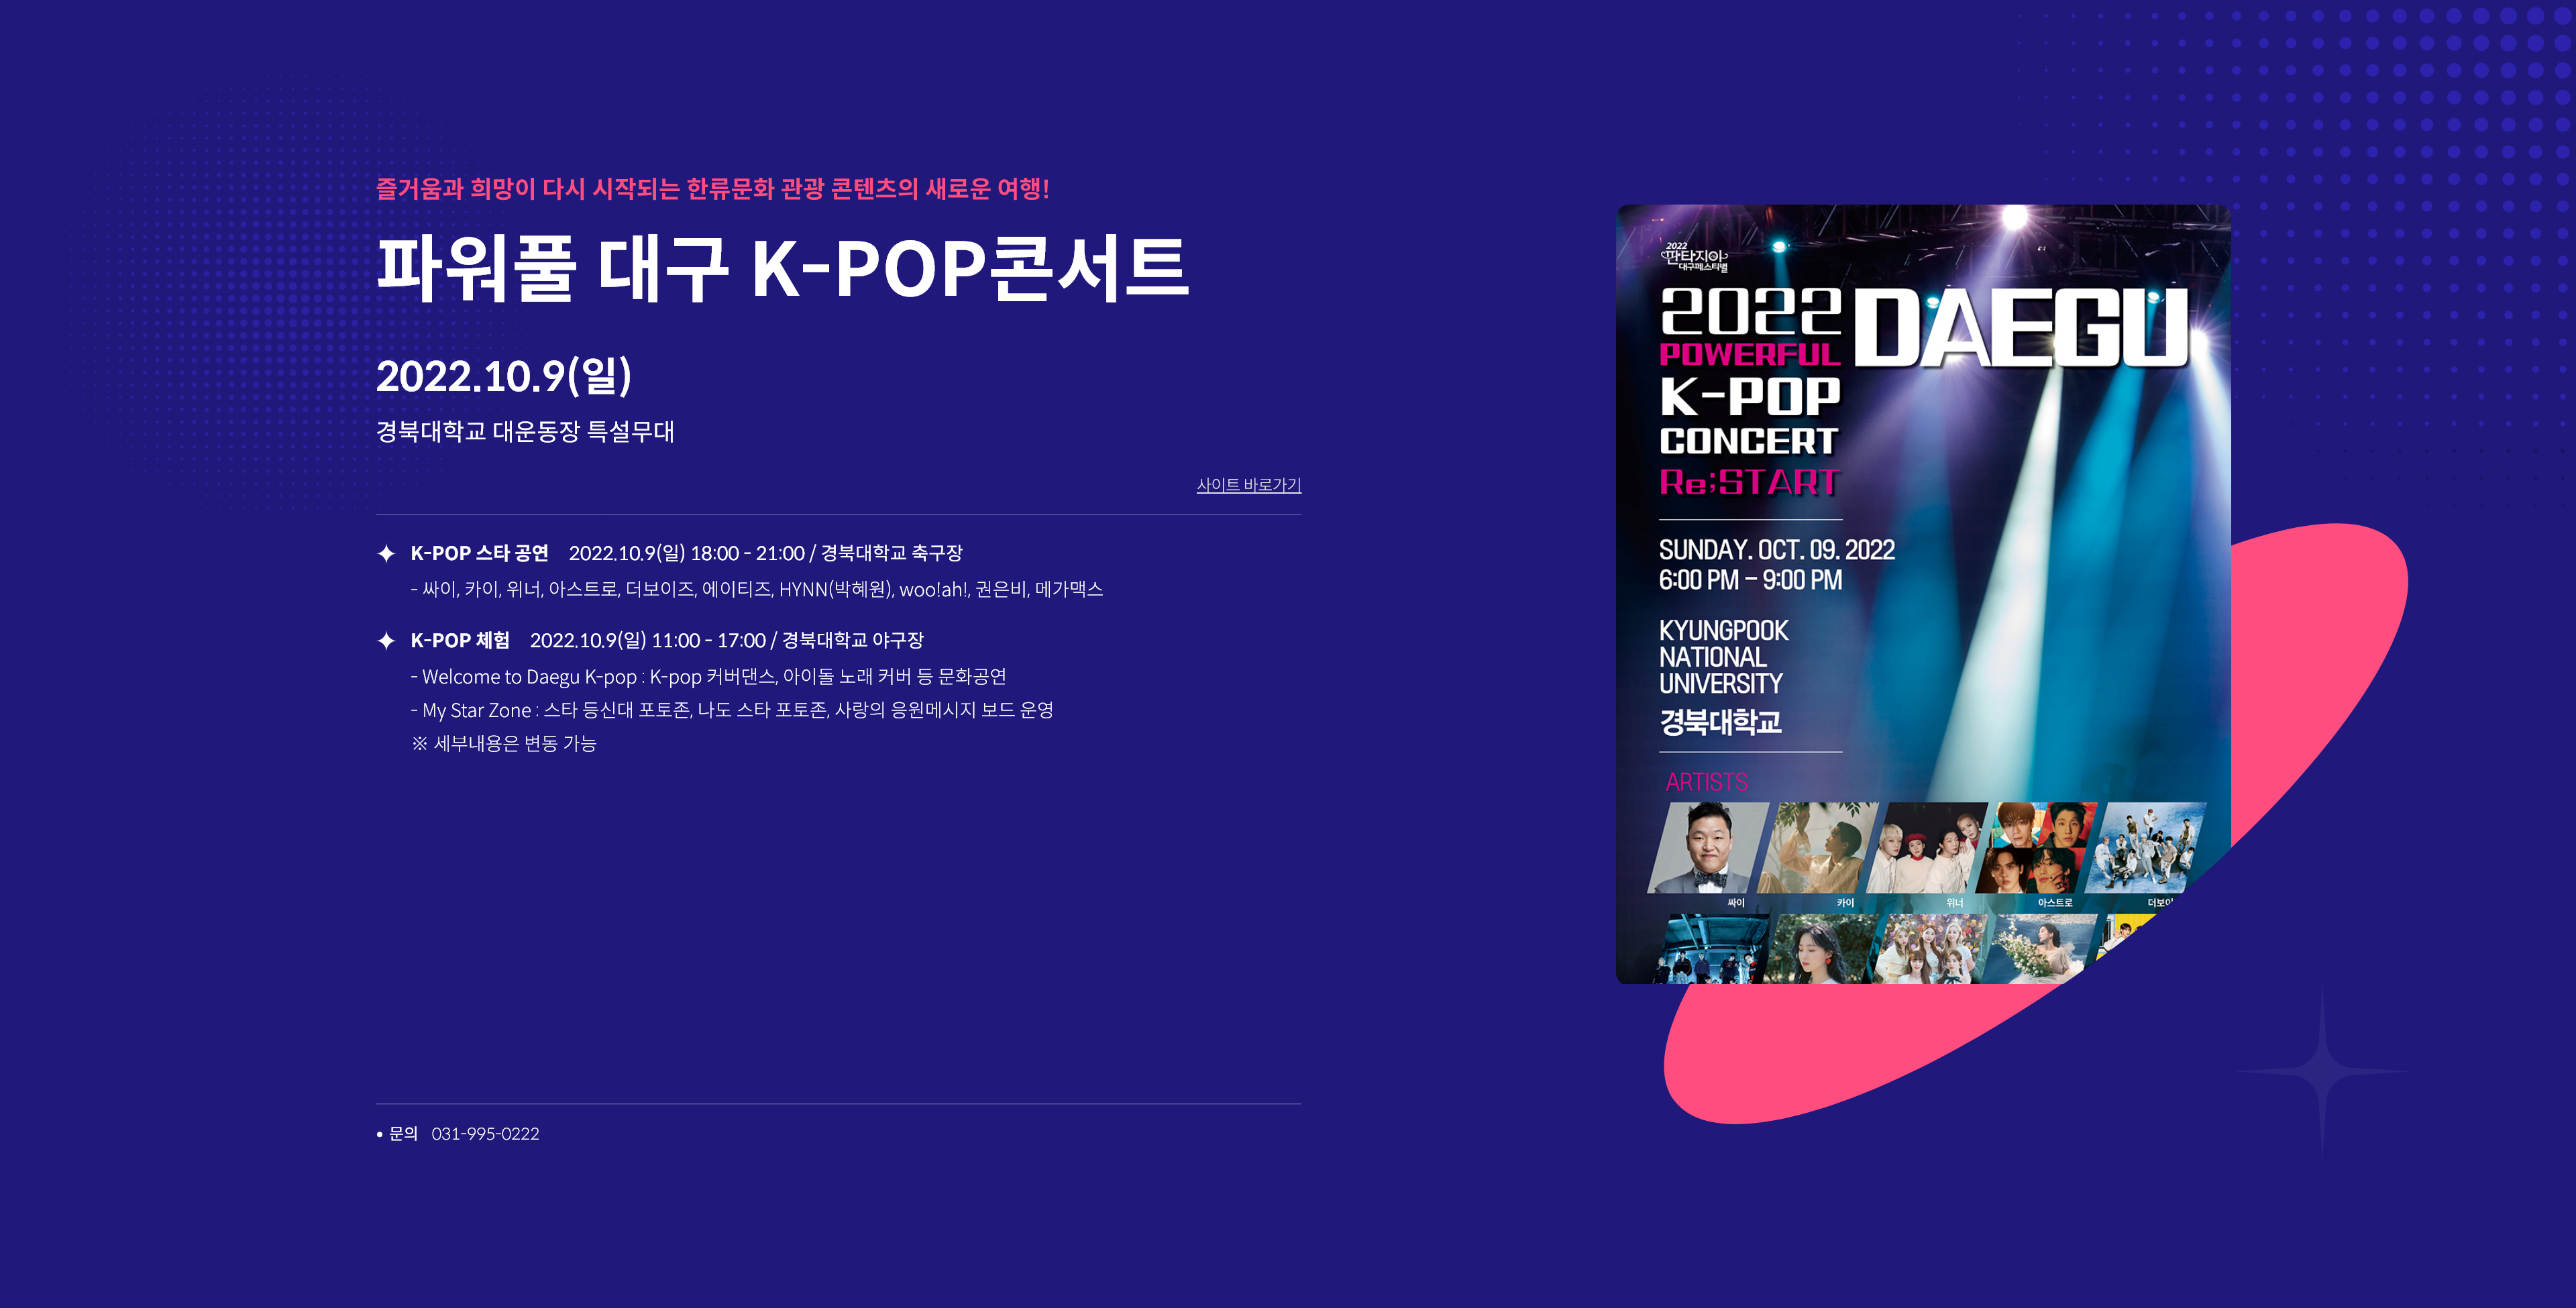 즐거움과 희망이 다시 시작되는 한류문화 관광 콘텐츠의 새로운 여행!
파워풀 대구 K-POP콘서트
2022.10.9(일)
경북대학교 대운동장 특설무대
사이트 바로가기
K-POP 스타 공연 2022.10.9(일) 18:00 - 21:00 / 경북대학교 축구장
- 싸이, 카이, 위너, 아스트로, 더보이즈, 에이티즈, HYNN(박혜원), woo!ah!, 권은비, 메가맥스
K-POP 체험 2022.10.9(일) 11:00 - 17:00 / 경북대학교 야구장
- Welcome to Daegu K-pop : K-pop 커버댄스, 아이돌 노래 커버 등 문화공연
- My Star Zone : 스타 등신대 포토존, 나도 스타 포토존, 사랑의 응원메시지 보드 운영
※ 세부내용은 변동 가능
• 문의 031-995-0222
2022
판타지아
대구페스티벌
2022 DAEGU
POWERFUL
K-POP
CONCERT
Re;START
SUNDAY. OCT. 09. 2022
6:00 PM – 9:00 PM
KYUNGPOOK
NATIONAL
UNIVERSITY
경북대학교
ARTISTS
싸이 카이 위너 아스트로